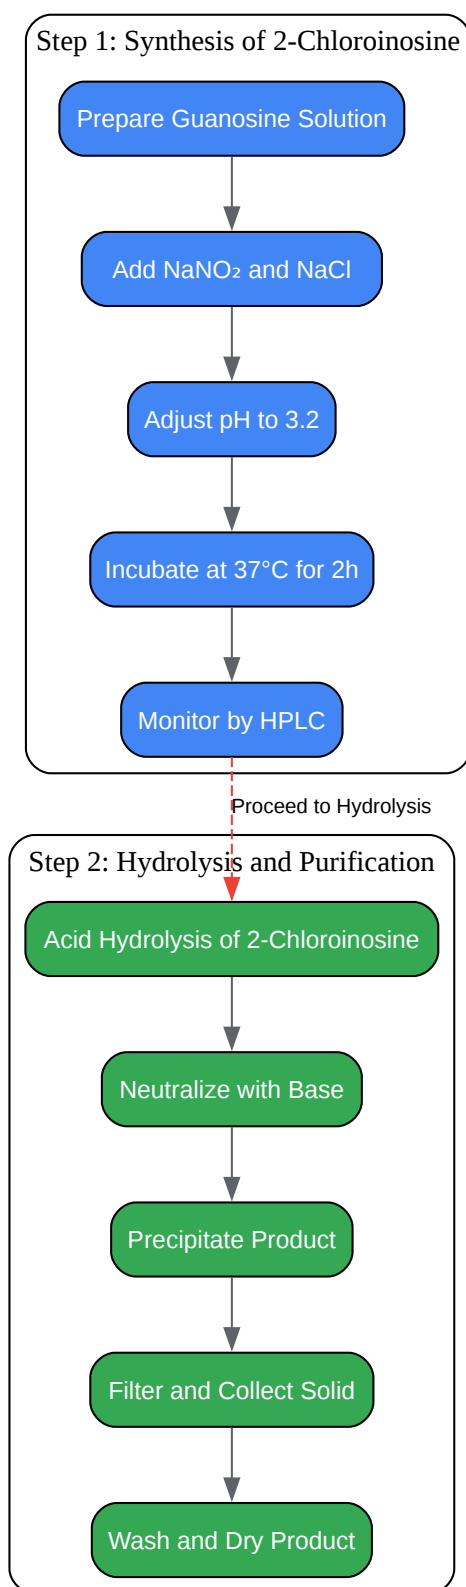 Step 1: Synthesis of 2-Chloroinosine
Prepare Guanosine Solution
Add NaNO₂ and NaCl
Adjust pH to 3.2
Incubate at 37°C for 2h
Monitor by HPLC
Proceed to Hydrolysis
Step 2: Hydrolysis and Purification
Acid Hydrolysis of 2-Chloroinosine
Neutralize with Base
Precipitate Product
Filter and Collect Solid
Wash and Dry Product